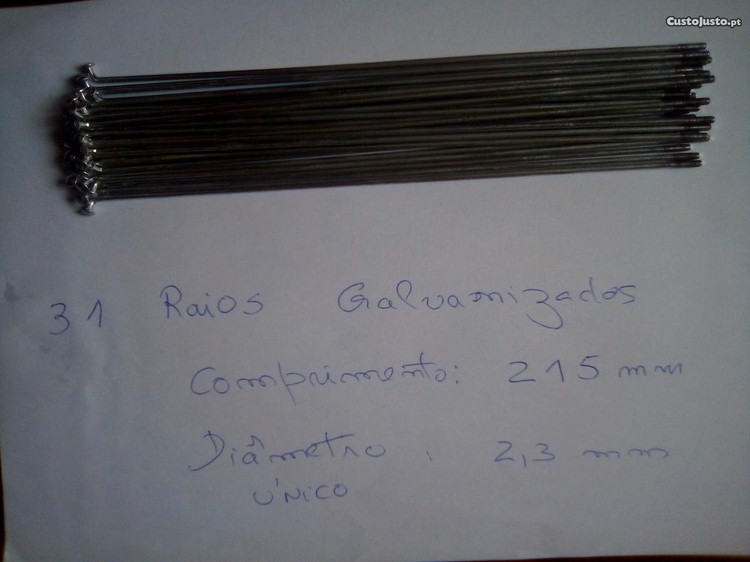 CustoJusto.pt
31 Raios Galvanizados
Comprimento: 215 mm
Diâmetro : 2,3 mm
ÚNICO